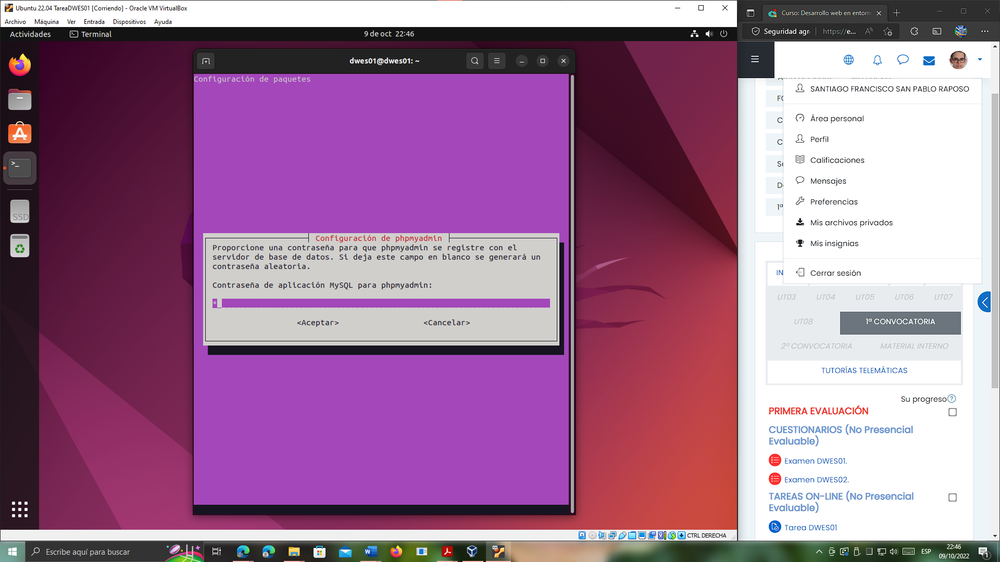 Ubuntu 22.04 TareaDWES01 [Corriendo] - Oracle VM VirtualBox
Archivo Máquina Ver Entrada Dispositivos Ayuda
Actividades Terminal 9 de oct 22:46
dwes01@dwes01: ~
Configuración de paquetes
Configuración de phpmyadmin
Proporcione una contraseña para que phpmyadmin se registre con el
servidor de base de datos. Si deja este campo en blanco se generará un
contraseña aleatoria.
Contraseña de aplicación MySQL para phpmyadmin:
*
<Aceptar> <Cancelar>
SSD
CTRL DERECHA
Curso: Desarrollo web en entorn
Seguridad agr https://e...
SANTIAGO FRANCISCO SAN PABLO RAPOSO
Área personal
Perfil
Calificaciones
Mensajes
Preferencias
Mis archivos privados
Mis insignias
Cerrar sesión
FO
C
C
Se
De
1ª
IN
UT03 UT04 UT05 UT06 UT07
UT08 1ª CONVOCATORIA
2ª CONVOCATORIA MATERIAL INTERNO
TUTORÍAS TELEMÁTICAS
Su progreso
PRIMERA EVALUACIÓN
CUESTIONARIOS (No Presencial
Evaluable)
Examen DWES01.
Examen DWES02.
TAREAS ON-LINE (No Presencial
Evaluable)
Tarea DWES01
Escribe aquí para buscar
ESP
22:46
09/10/2022
1